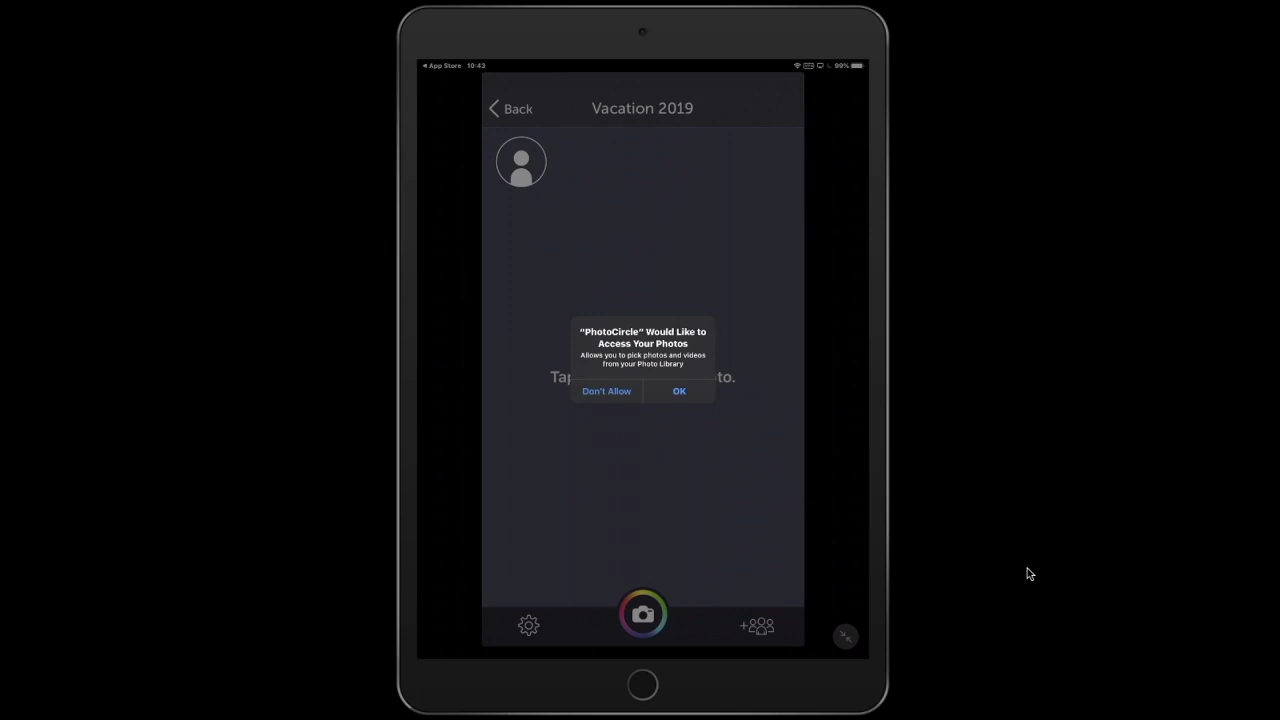 App Store 10:43
99%
Back
Vacation 2019
"PhotoCircle" Would Like to
Access Your Photos
Allows you to pick photos and videos
from your Photo Library
Tap
to.
Don't Allow
OK